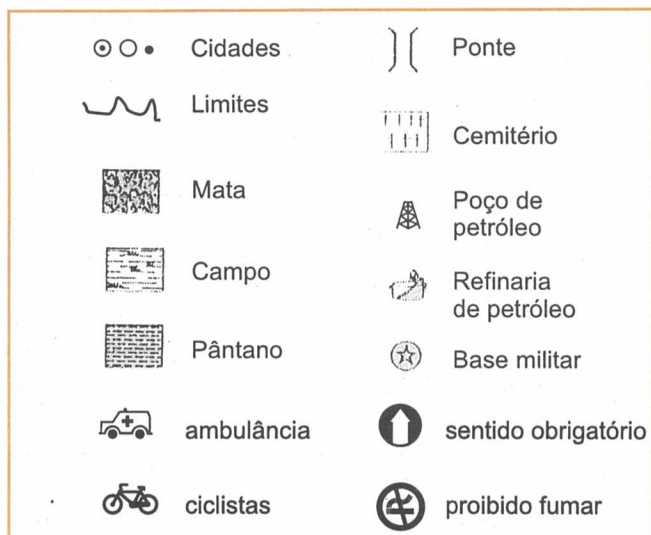 Cidades
Limites
Mata
Campo
Pântano
ambulância
ciclistas
Ponte
Cemitério
Poço de
petróleo
Refinaria
de petróleo
Base militar
sentido obrigatório
proibido fumar